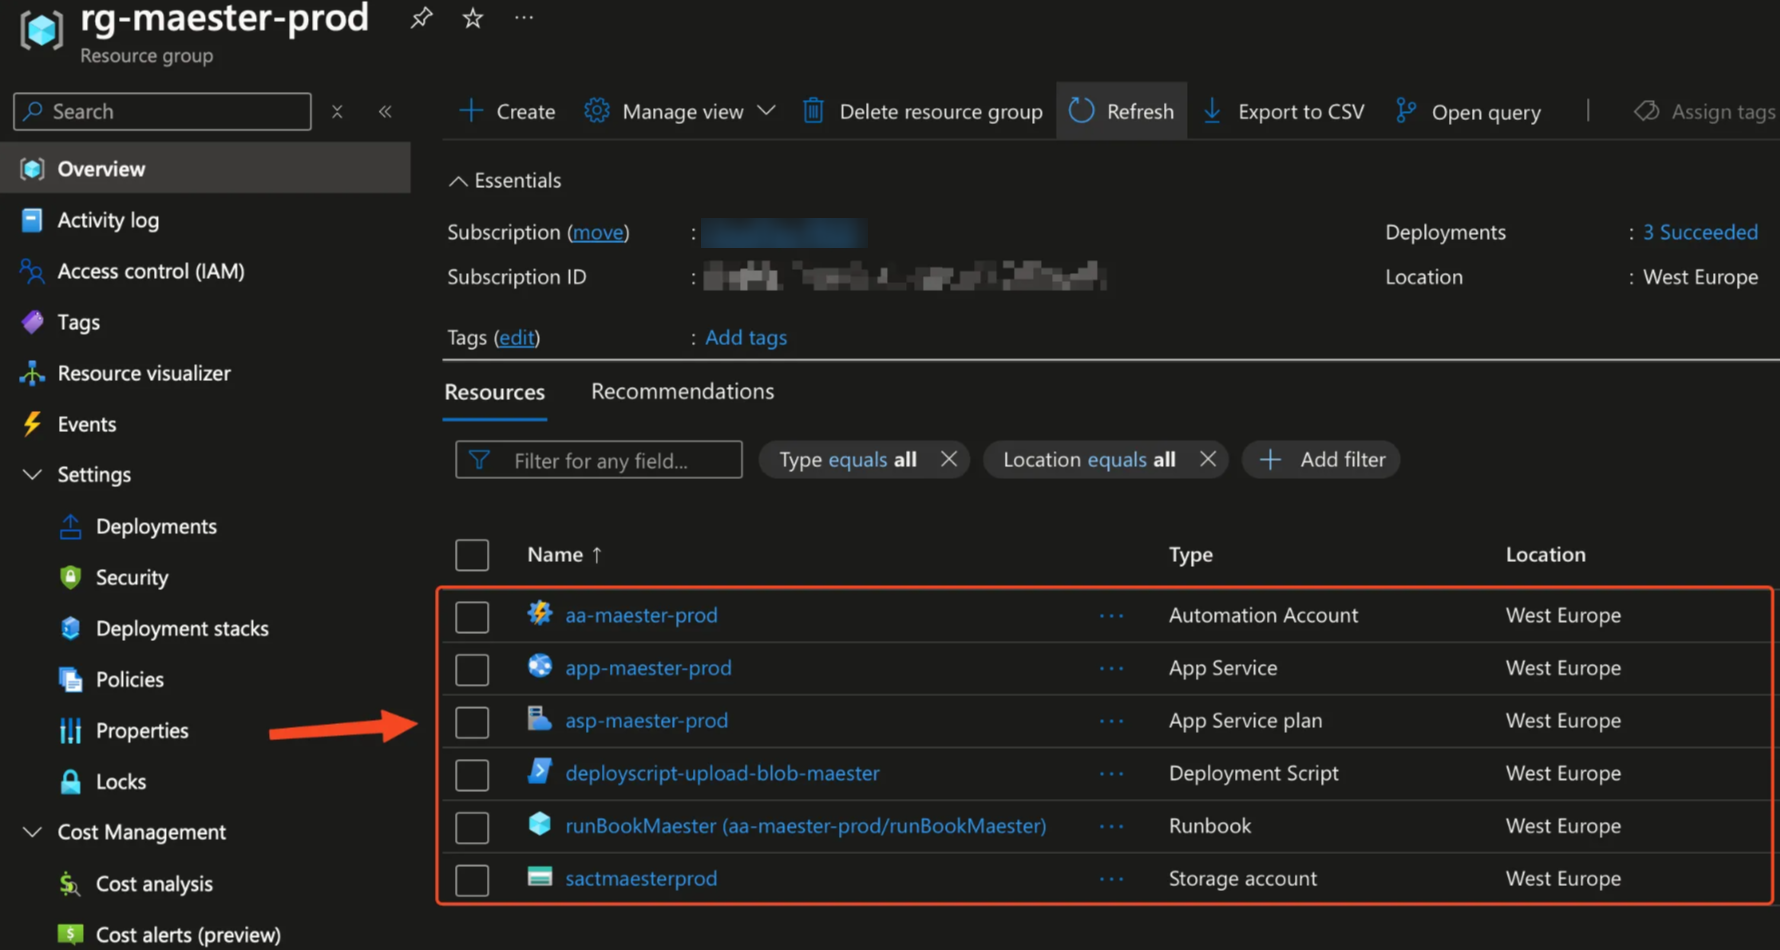 rg-maester-prod
Resource group
Search
Create Manage view Delete resource group Refresh Export to CSV Open query Assign tags
Overview
Activity log
Access control (IAM)
Tags
Resource visualizer
Events
Settings
Deployments
Security
Deployment stacks
Policies
Properties
Locks
Cost Management
Cost analysis
Cost alerts (preview)
Essentials
Subscription (move) :
Subscription ID :
Tags (edit) : Add tags
Deployments : 3 Succeeded
Location : West Europe
Resources Recommendations
Filter for any field... Type equals all Location equals all Add filter
Name ↑ Type Location
aa-maester-prod ... Automation Account West Europe
app-maester-prod ... App Service West Europe
asp-maester-prod ... App Service plan West Europe
deployscript-upload-blob-maester ... Deployment Script West Europe
runBookMaester (aa-maester-prod/runBookMaester) ... Runbook West Europe
sactmaesterprod ... Storage account West Europe